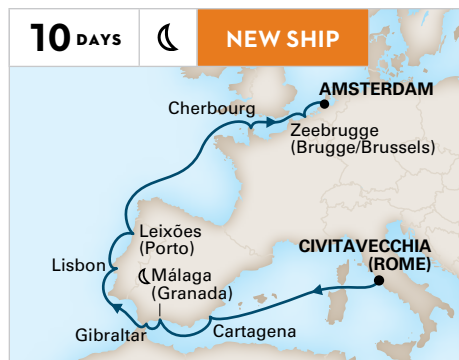 10 DAYS
NEW SHIP
AMSTERDAM
Cherbourg
Zeebrugge
(Brugge/Brussels)
Leixões
(Porto)
CIVITAVECCHIA
(ROME)
Lisbon
Málaga
(Granada)
Gibraltar
Cartagena